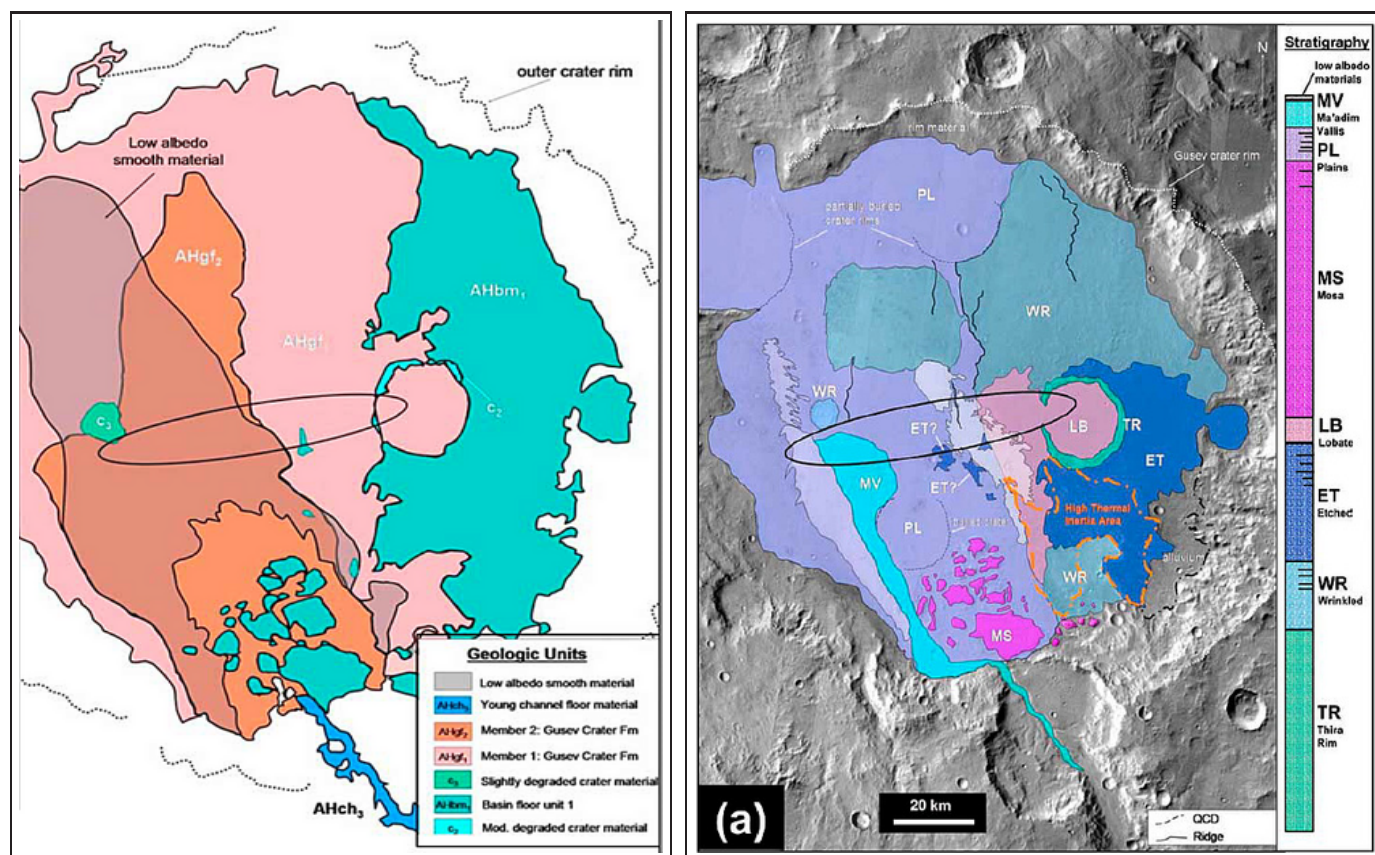 outer crater rim
Low albedo
smooth material
AHgf₂
AHbm₁
AHgf
c₂
c₃
AHch₃
Geologic Units
Low albedo smooth material
AHch₃ Young channel floor material
AHgf₂ Member 2: Gusev Crater Fm
AHgf₁ Member 1: Gusev Crater Fm
c₃ Slightly degraded crater material
AHbm₁ Basin floor unit 1
c₂ Mod. degraded crater material
N
rim material
Gusev crater rim
PL
partially buried
crater rims
WR
WR
ET?
LB
TR
ET
MV
ET?
High Thermal
Inertia Area
PL
buried crater
alluvium
WR
MS
(a)
20 km
QCD
Ridge
Stratigraphy
low albedo
materials
MV
Ma'adim
Vallis
PL
Plains
MS
Mesa
LB
Lobate
ET
Etched
WR
Wrinkled
TR
Thira
Rim